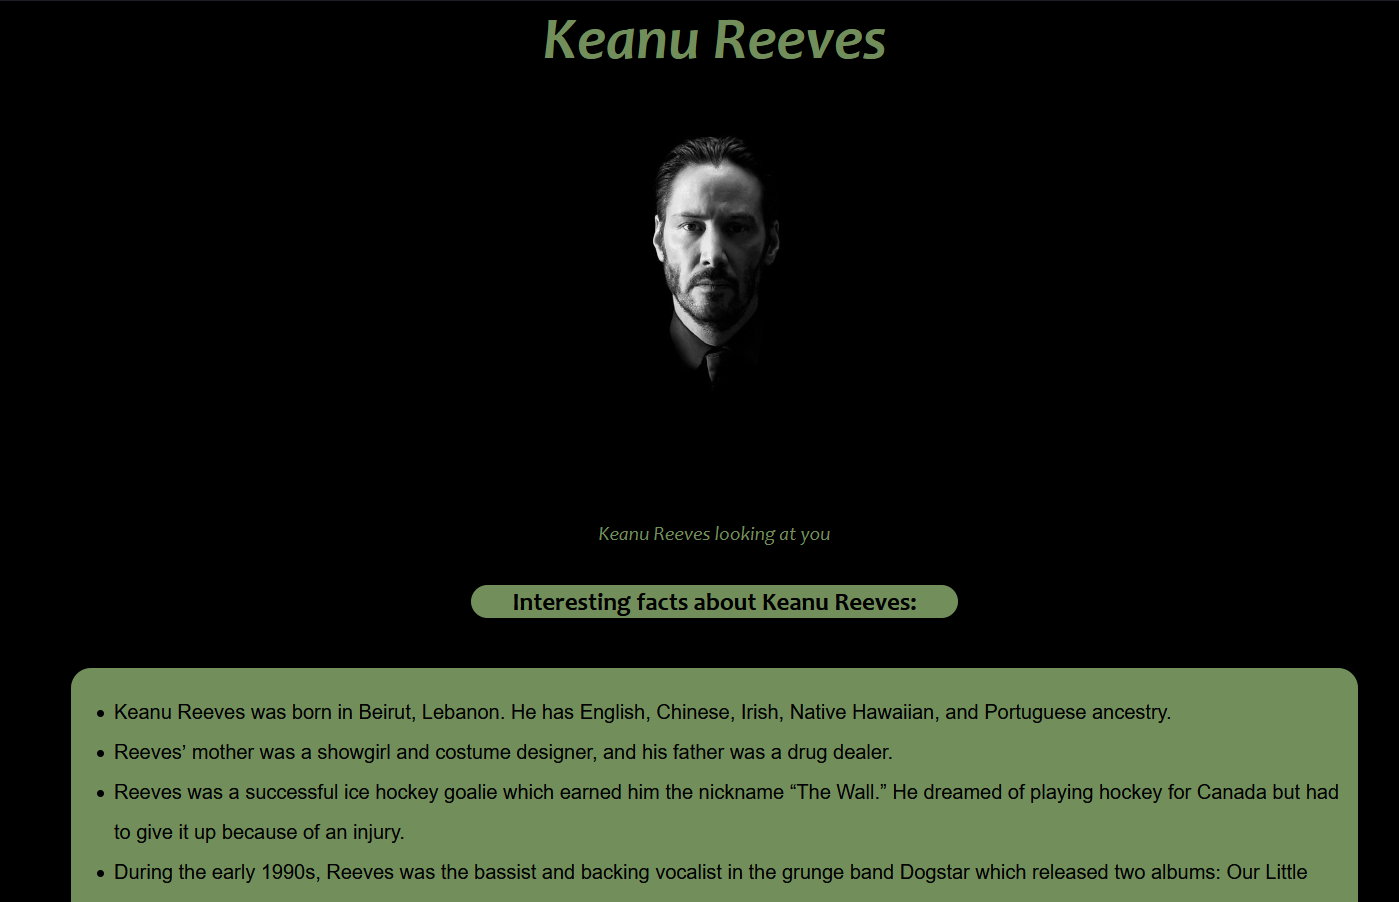 Keanu Reeves
Keanu Reeves looking at you
Interesting facts about Keanu Reeves:
• Keanu Reeves was born in Beirut, Lebanon. He has English, Chinese, Irish, Native Hawaiian, and Portuguese ancestry.
• Reeves’ mother was a showgirl and costume designer, and his father was a drug dealer.
• Reeves was a successful ice hockey goalie which earned him the nickname “The Wall.” He dreamed of playing hockey for Canada but had
to give it up because of an injury.
• During the early 1990s, Reeves was the bassist and backing vocalist in the grunge band Dogstar which released two albums: Our Little